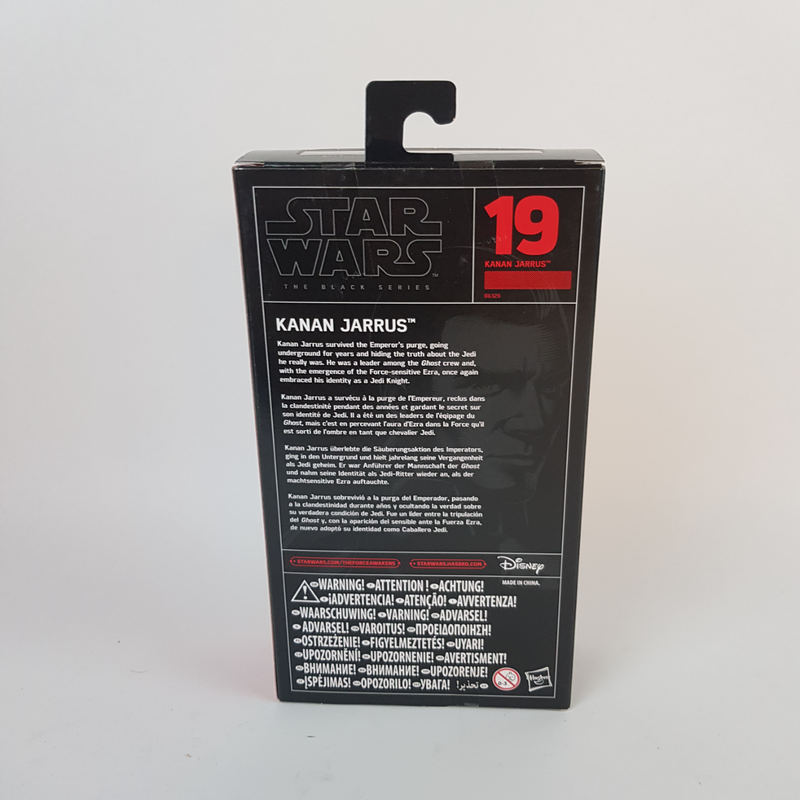 STAR
WARS™
THE BLACK SERIES
19
KANAN JARRUS™
B6329
KANAN JARRUS™
Kanan Jarrus survived the Emperor's purge, going
underground for years and hiding the truth about the Jedi
he really was. He was a leader among the Ghost crew and,
with the emergence of the Force-sensitive Ezra, once again
embraced his identity as a Jedi Knight.
Kanan Jarrus a survécu à la purge de l'Empereur, reclus dans
la clandestinité pendant des années et gardant le secret sur
son identité de Jedi. Il a été un des leaders de l'éqipage du
Ghost, mais c'est en percevant l'aura d'Ezra dans la Force qu'il
est sorti de l'ombre en tant que chevalier Jedi.
Kanan Jarrus überlebte die Säuberungsaktion des Imperators,
ging in den Untergrund und hielt jahrelang seine Vergangenheit
als Jedi geheim. Er war Anführer der Mannschaft der Ghost
und nahm seine Identität als Jedi-Ritter wieder an, als der
machtsensitive Ezra auftauchte.
Kanan Jarrus sobrevivió a la purga del Emperador, pasando
a la clandestinidad durante años y ocultando la verdad sobre
su verdadera condición de Jedi. Fue un líder entre la tripulación
del Ghost y, con la aparición del sensible ante la Fuerza Ezra,
de nuevo adoptó su identidad como Caballero Jedi.
STARWARS.COM/THEFORCEAWAKENS STARWARS.HASBRO.COM Disney
MADE IN CHINA.
WARNING! ATTENTION ! ACHTUNG!
¡ADVERTENCIA! ATENÇÃO! AVVERTENZA!
WAARSCHUWING! VARNING! ADVARSEL!
ADVARSEL! VAROITUS! ΠΡΟΕΙΔΟΠΟΙΗΣΗ!
OSTRZEŻENIE! FIGYELMEZTETÉS! UYARI!
UPOZORNĚNÍ! UPOZORNENIE! AVERTISMENT!
ВНИМАНИЕ! ВНИМАНИЕ! UPOZORENJE!
ĮSPĖJIMAS! OPOZORILO! УВАГА! تحذير!
0-3
Hasbro